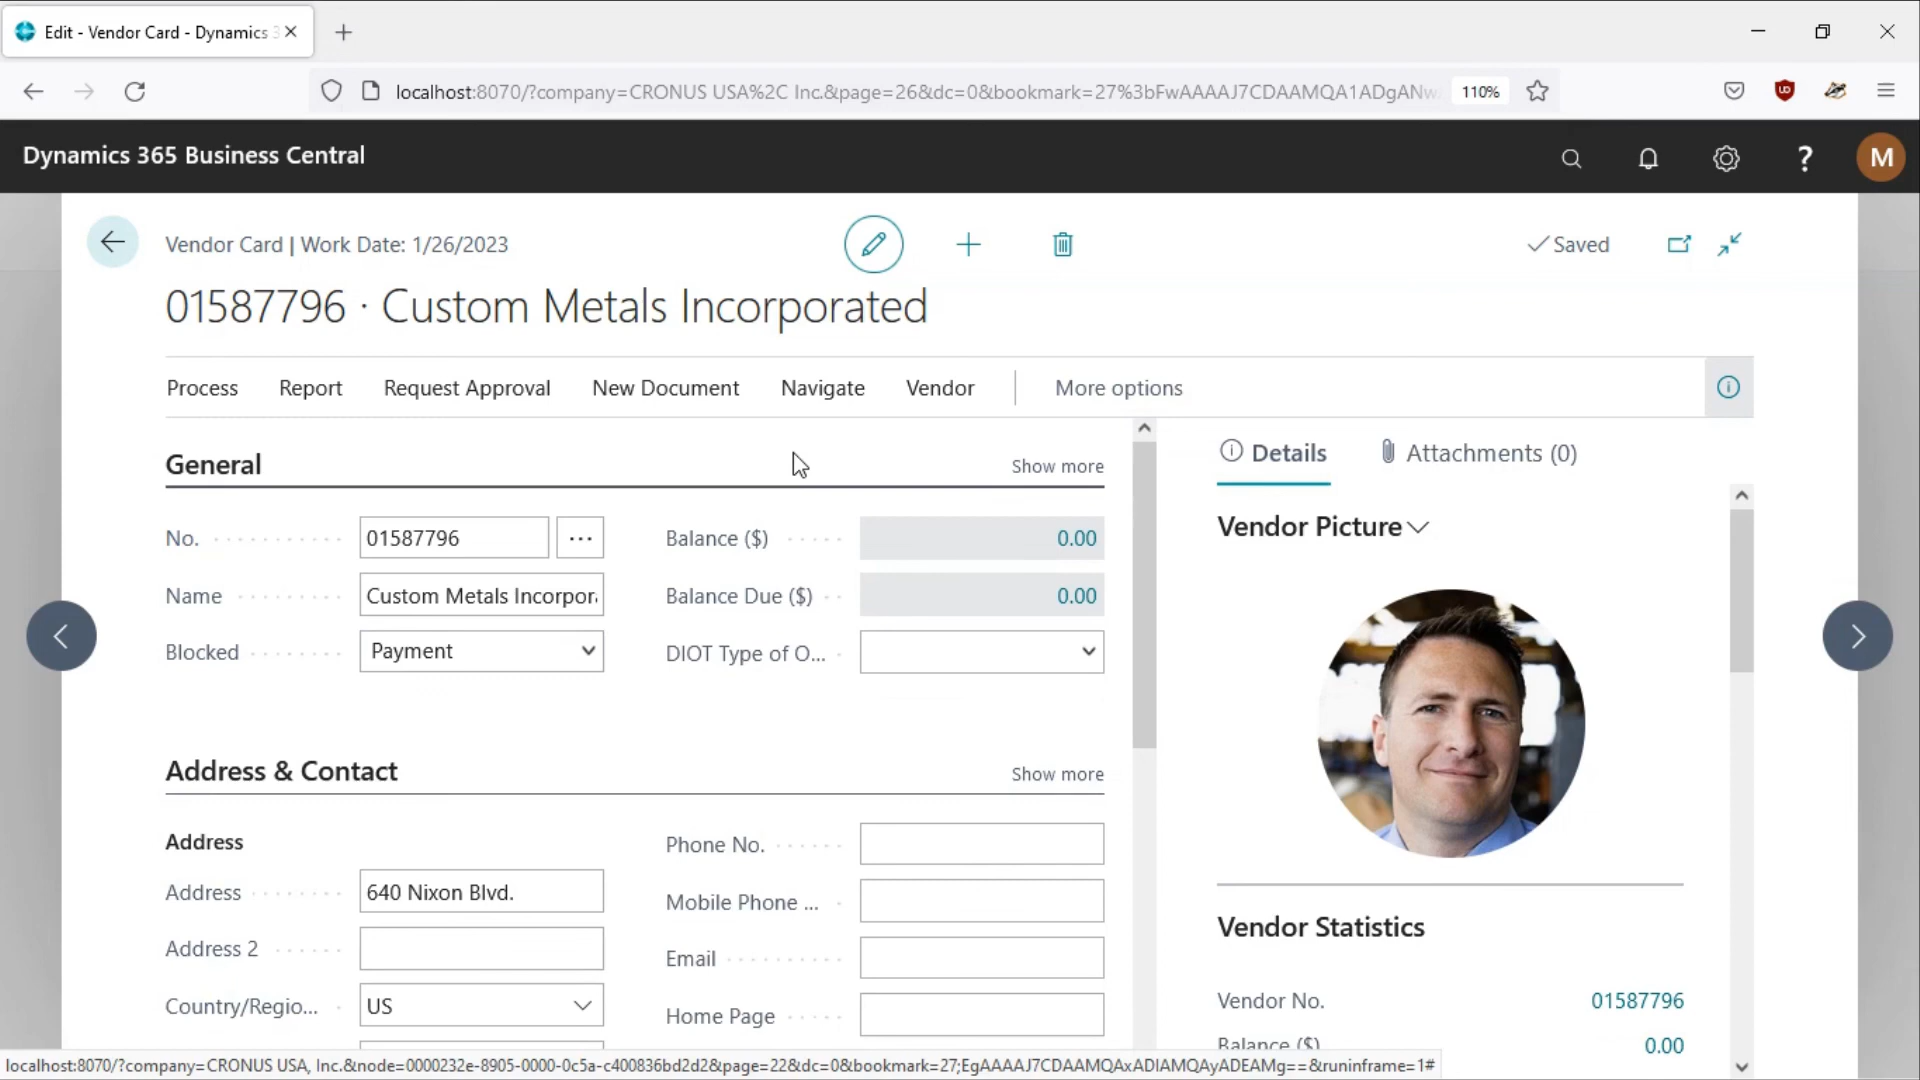 Edit - Vendor Card - Dynamics 3
localhost:8070/?company=CRONUS USA%2C Inc.&page=26&dc=0&bookmark=27%3bFwAAAAJ7CDAAMQA1ADgANw
110%
Dynamics 365 Business Central
?
M
Vendor Card | Work Date: 1/26/2023
Saved
01587796 · Custom Metals Incorporated
Process Report Request Approval New Document Navigate Vendor More options
General Show more
Details Attachments (0)
No. 01587796 ... Balance ($) 0.00
Vendor Picture
Name Custom Metals Incorpora Balance Due ($) 0.00
Blocked Payment DIOT Type of O...
Address & Contact Show more
Address
Phone No.
Address 640 Nixon Blvd.
Mobile Phone ...
Vendor Statistics
Address 2
Email
Country/Regio... US
Home Page
Vendor No. 01587796
Balance ($) 0.00
localhost:8070/?company=CRONUS USA, Inc.&node=0000232e-8905-0000-0c5a-c400836bd2d2&page=22&dc=0&bookmark=27;EgAAAAJ7CDAAMQAxADIAMQAyADEAMg==&runinframe=1#